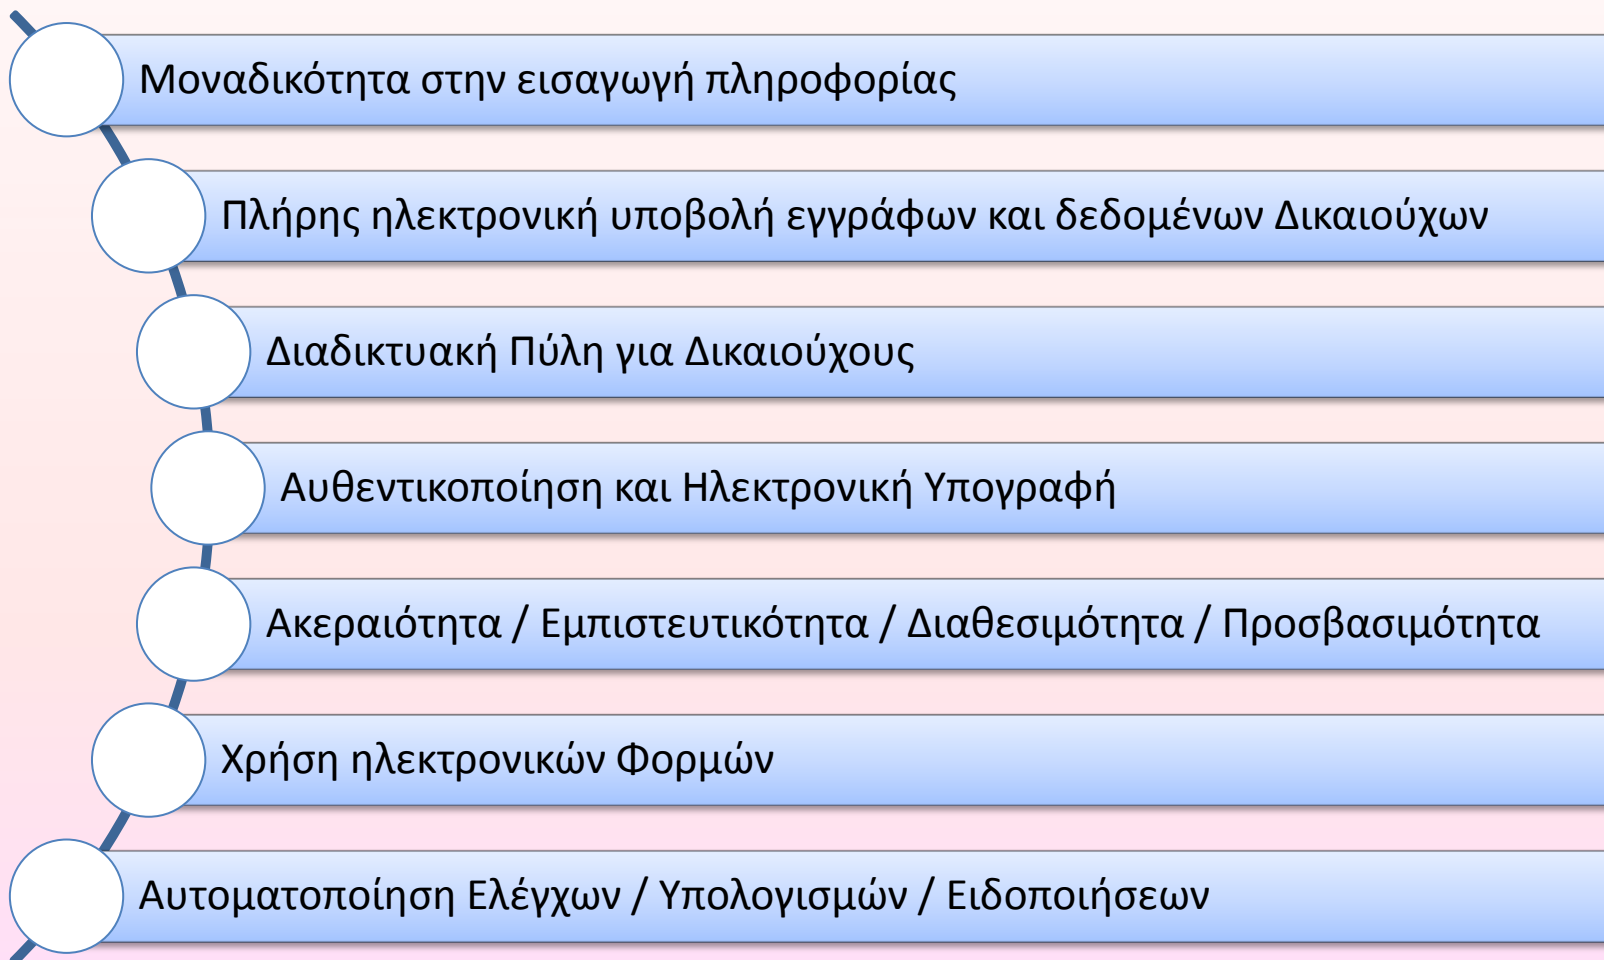 Μοναδικότητα στην εισαγωγή πληροφορίας
Πλήρης ηλεκτρονική υποβολή εγγράφων και δεδομένων Δικαιούχων
Διαδικτυακή Πύλη για Δικαιούχους
Αυθεντικοποίηση και Ηλεκτρονική Υπογραφή
Ακεραιότητα / Εμπιστευτικότητα / Διαθεσιμότητα / Προσβασιμότητα
Χρήση ηλεκτρονικών Φορμών
Αυτοματοποίηση Ελέγχων / Υπολογισμών / Ειδοποιήσεων